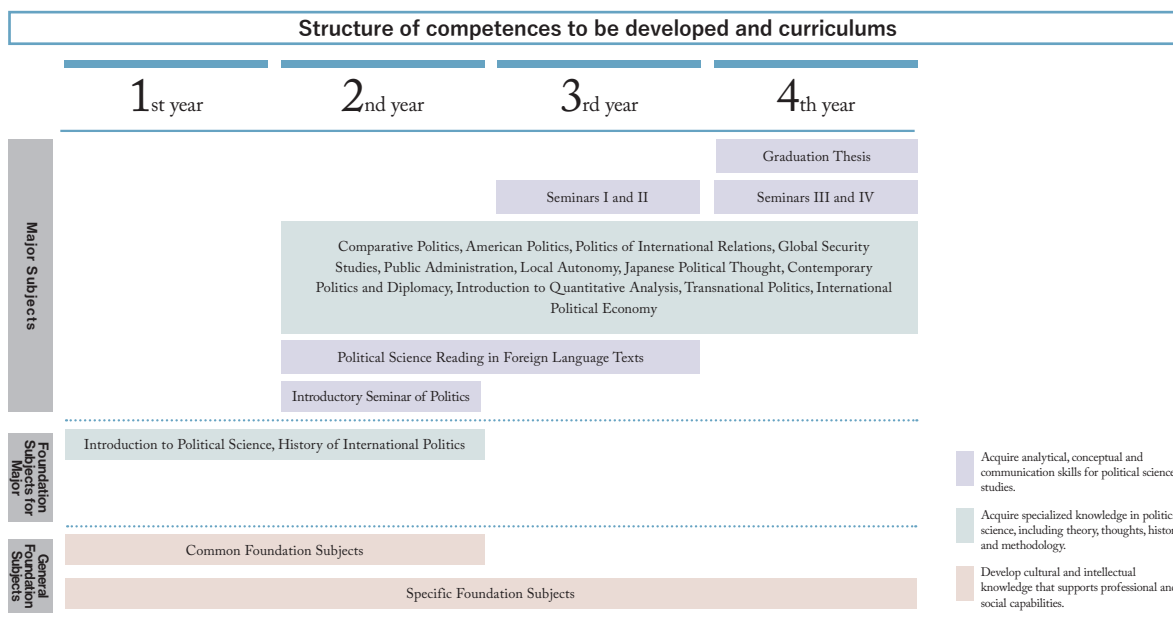 Structure of competences to be developed and curriculums
1st year
2nd year
3rd year
4th year
Major Subjects
Graduation Thesis
Seminars I and II
Seminars III and IV
Comparative Politics, American Politics, Politics of International Relations, Global Security
Studies, Public Administration, Local Autonomy, Japanese Political Thought, Contemporary
Politics and Diplomacy, Introduction to Quantitative Analysis, Transnational Politics, International
Political Economy
Political Science Reading in Foreign Language Texts
Introductory Seminar of Politics
Foundation
Subjects for
Major
Introduction to Political Science, History of International Politics
General
Foundation
Subjects
Common Foundation Subjects
Specific Foundation Subjects
Acquire analytical, conceptual and
communication skills for political science
studies.
Acquire specialized knowledge in
science, including theory, thoughts,
and methodology.
Develop cultural and intellectual
knowledge that supports professional and
social capabilities.